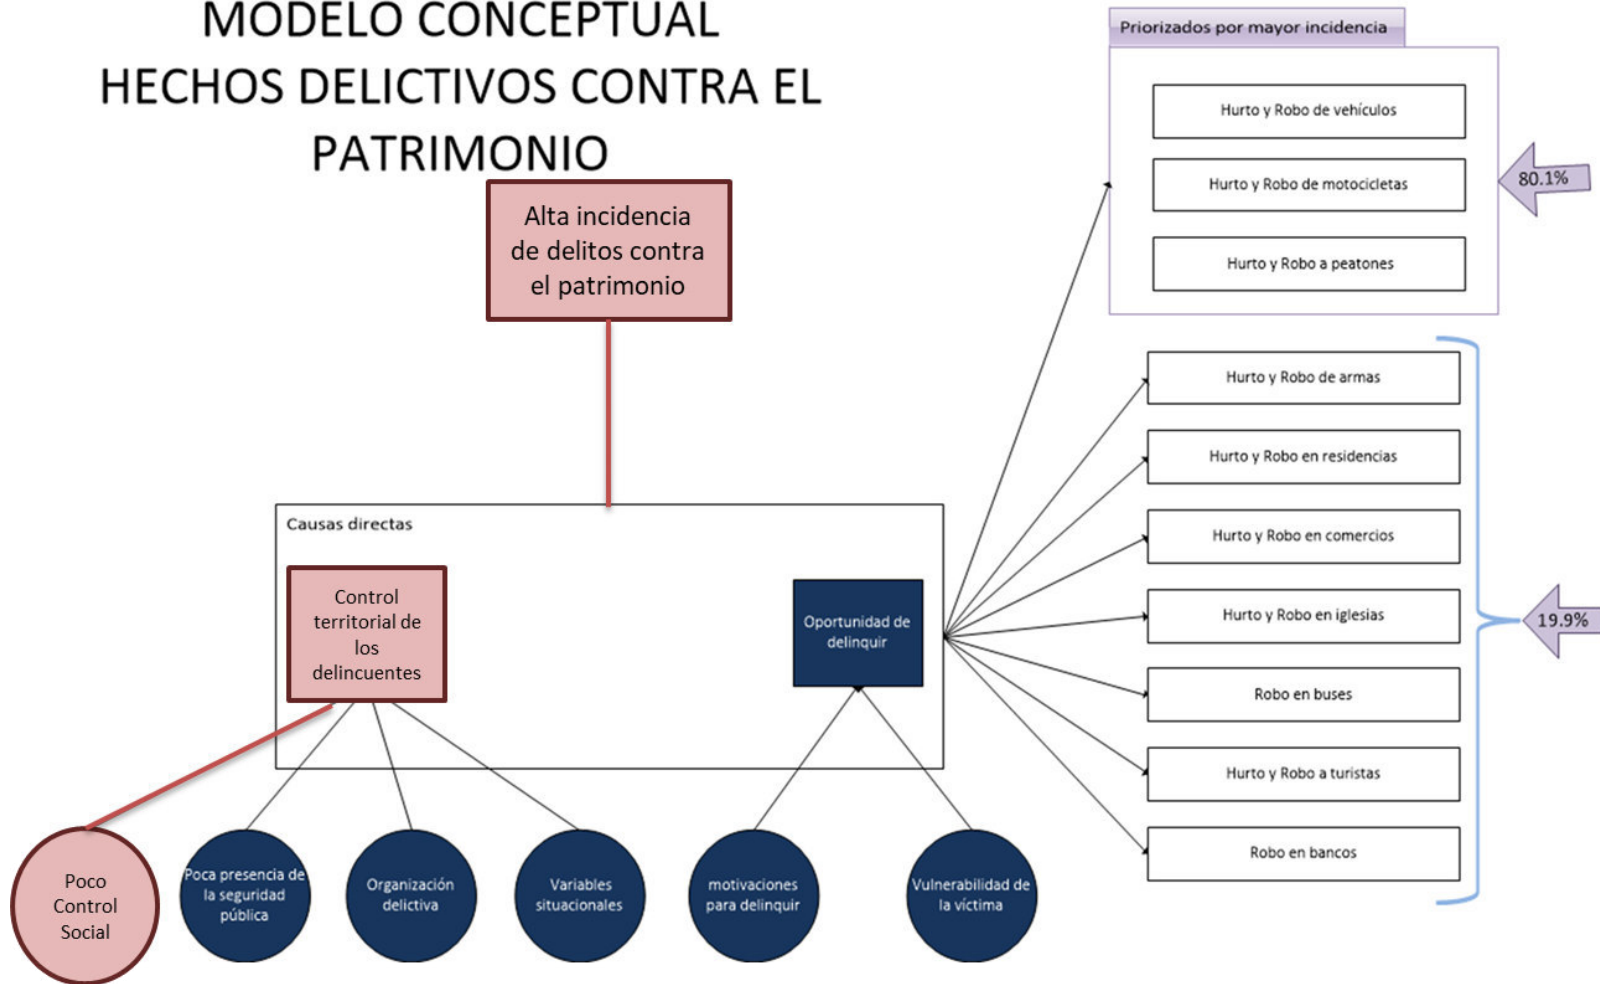 MODELO CONCEPTUAL
HECHOS DELICTIVOS CONTRA EL
PATRIMONIO
Alta incidencia
de delitos contra
el patrimonio
Causas directas
Control
territorial de
los
delincuentes
Oportunidad de
delinquir
Poco
Control
Social
Poca presencia de
la seguridad
pública
Organización
delictiva
Variables
situacionales
motivaciones
para delinquir
Vulnerabilidad de
la víctima
Priorizados por mayor incidencia
Hurto y Robo de vehículos
Hurto y Robo de motocicletas
Hurto y Robo a peatones
80.1%
Hurto y Robo de armas
Hurto y Robo en residencias
Hurto y Robo en comercios
Hurto y Robo en iglesias
Robo en buses
Hurto y Robo a turistas
Robo en bancos
19.9%